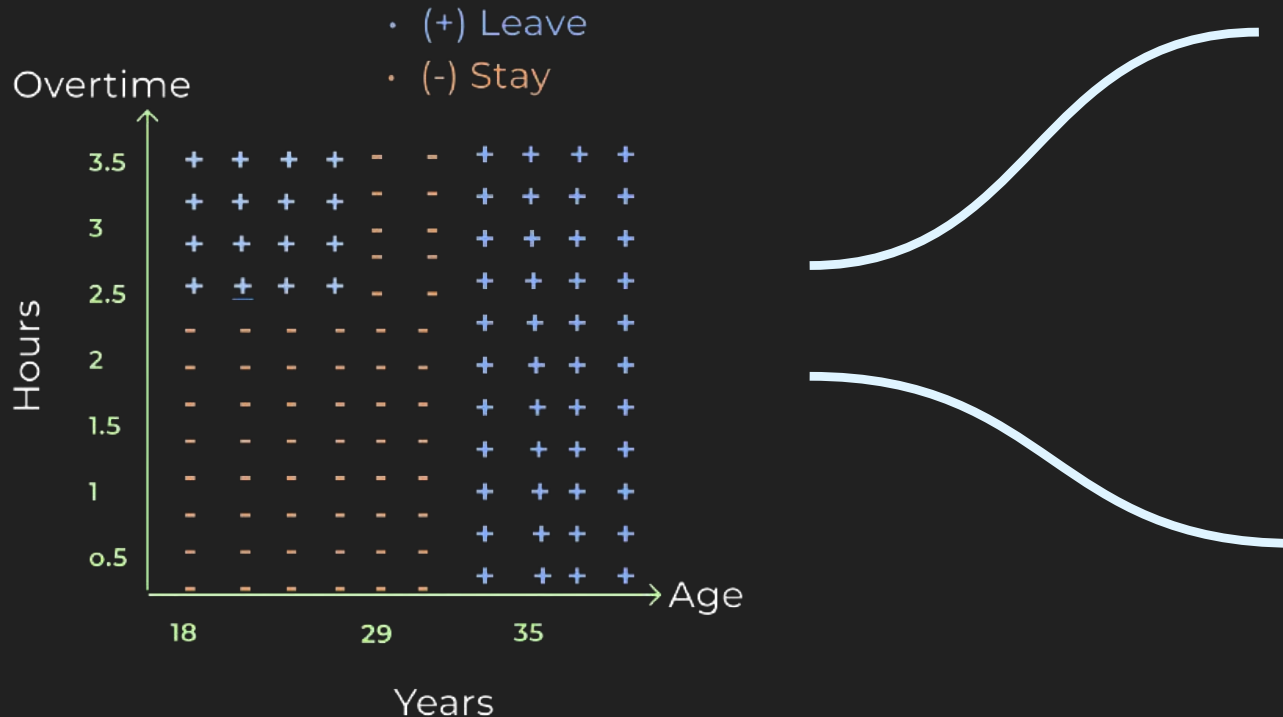 · (+) Leave
· (-) Stay
Overtime
3.5
3
2.5
2
1.5
1
o.5
Hours
Age
18 29 35
Years